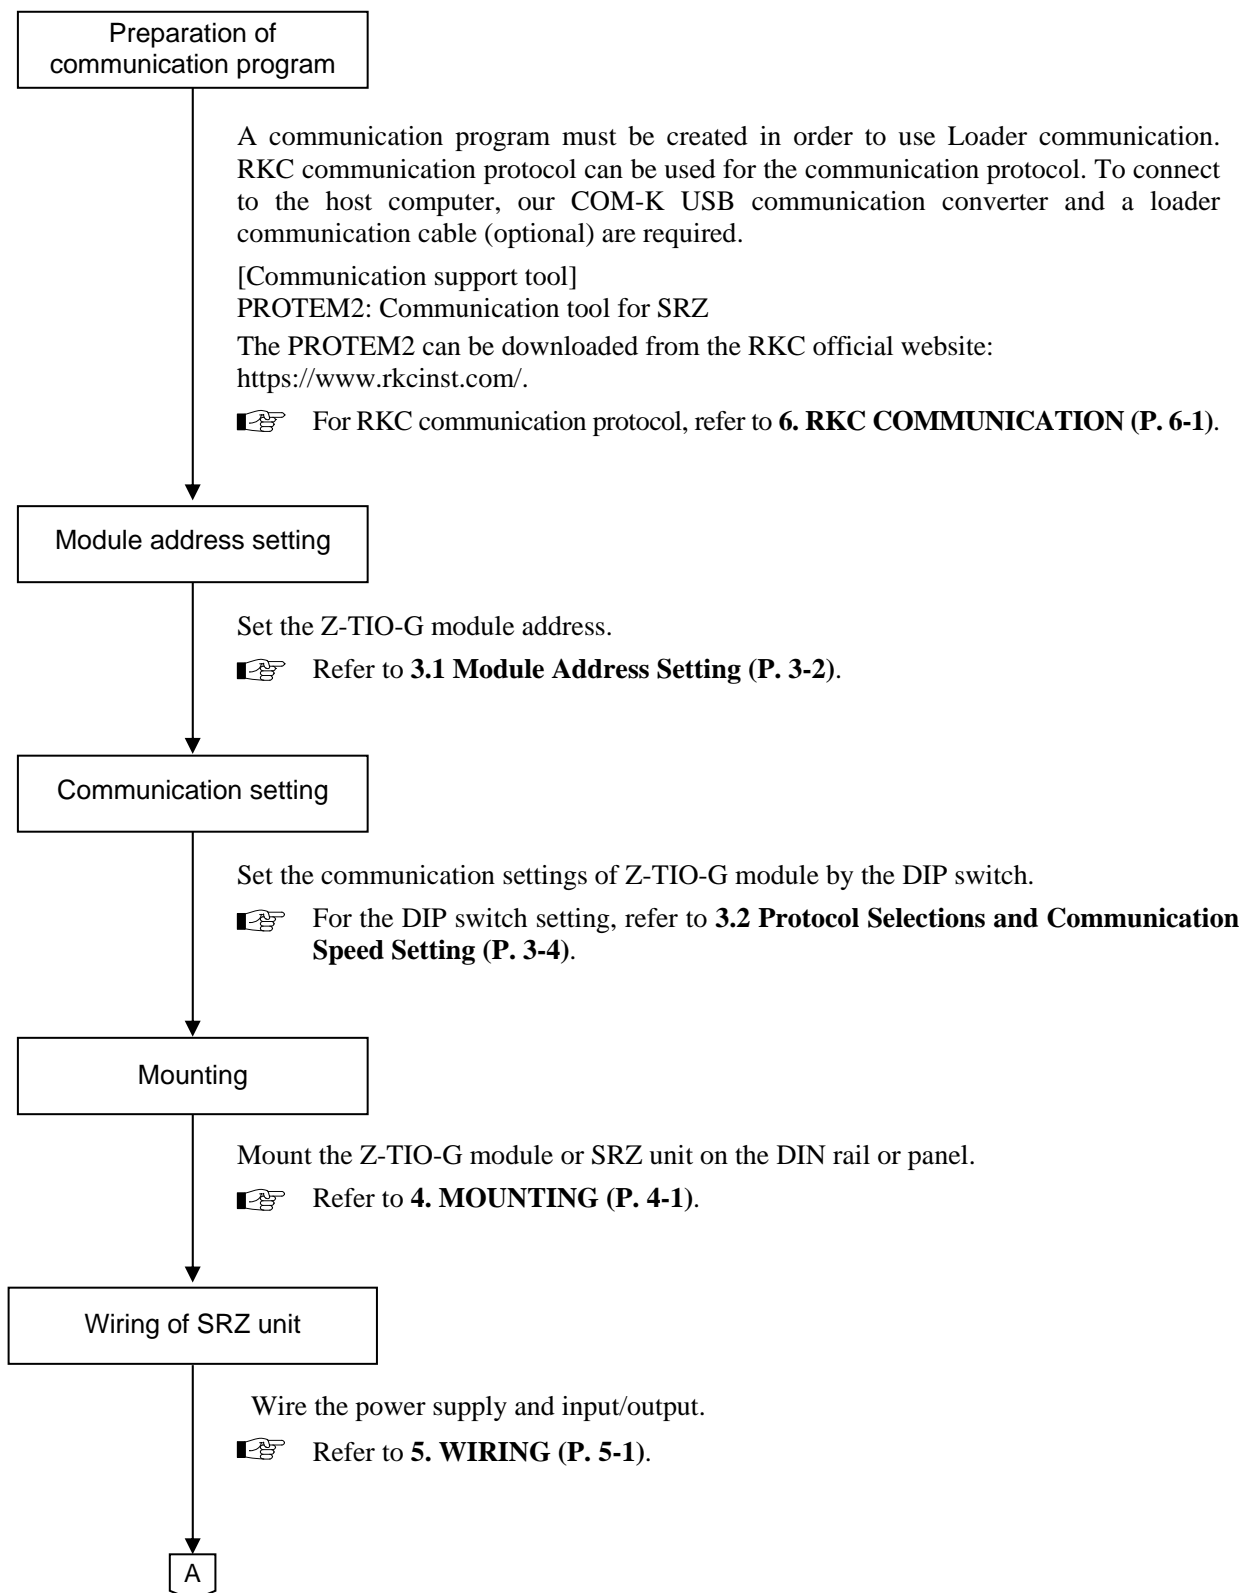 Preparation of
communication program
A communication program must be created in order to use Loader communication.
RKC communication protocol can be used for the communication protocol. To connect
to the host computer, our COM-K USB communication converter and a loader
communication cable (optional) are required.
[Communication support tool]
PROTEM2: Communication tool for SRZ
The PROTEM2 can be downloaded from the RKC official website:
https://www.rkcinst.com/.
For RKC communication protocol, refer to 6. RKC COMMUNICATION (P. 6-1).
Module address setting
Set the Z-TIO-G module address.
Refer to 3.1 Module Address Setting (P. 3-2).
Communication setting
Set the communication settings of Z-TIO-G module by the DIP switch.
For the DIP switch setting, refer to 3.2 Protocol Selections and Communication
Speed Setting (P. 3-4).
Mounting
Mount the Z-TIO-G module or SRZ unit on the DIN rail or panel.
Refer to 4. MOUNTING (P. 4-1).
Wiring of SRZ unit
Wire the power supply and input/output.
Refer to 5. WIRING (P. 5-1).
A